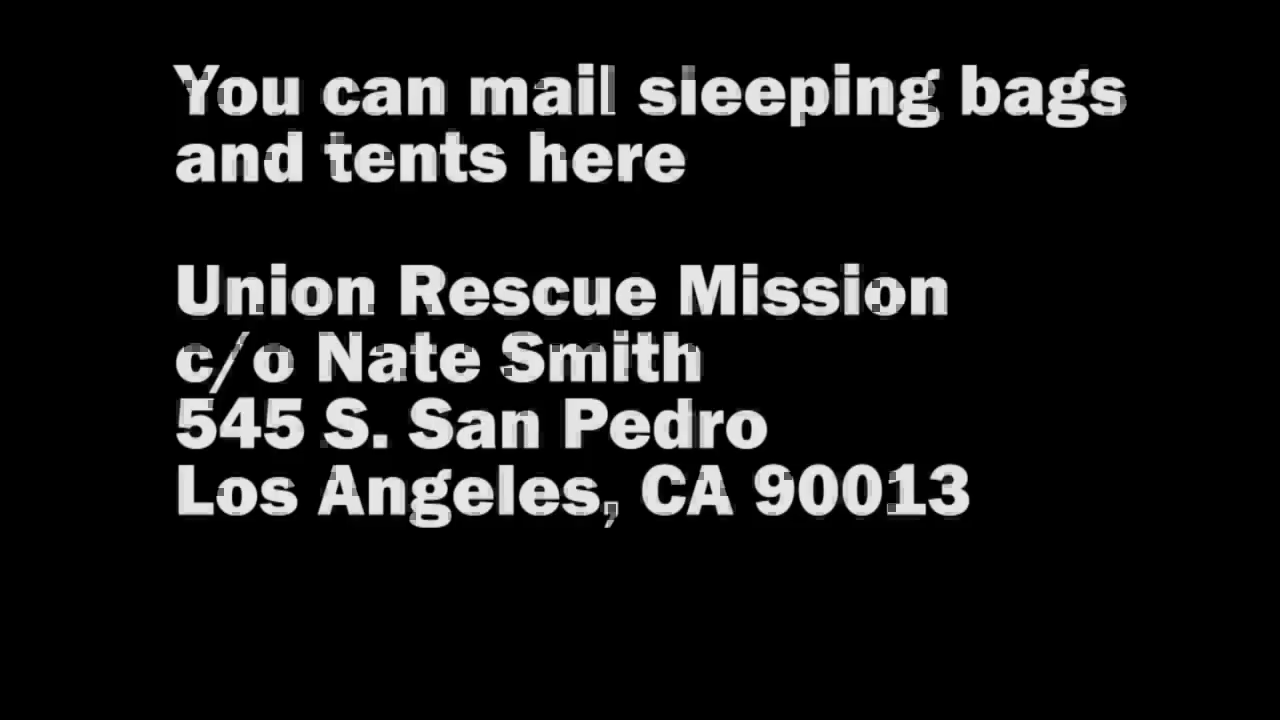 You can mail sleeping bags
and tents here
Union Rescue Mission
c/o Nate Smith
545 S. San Pedro
Los Angeles, CA 90013